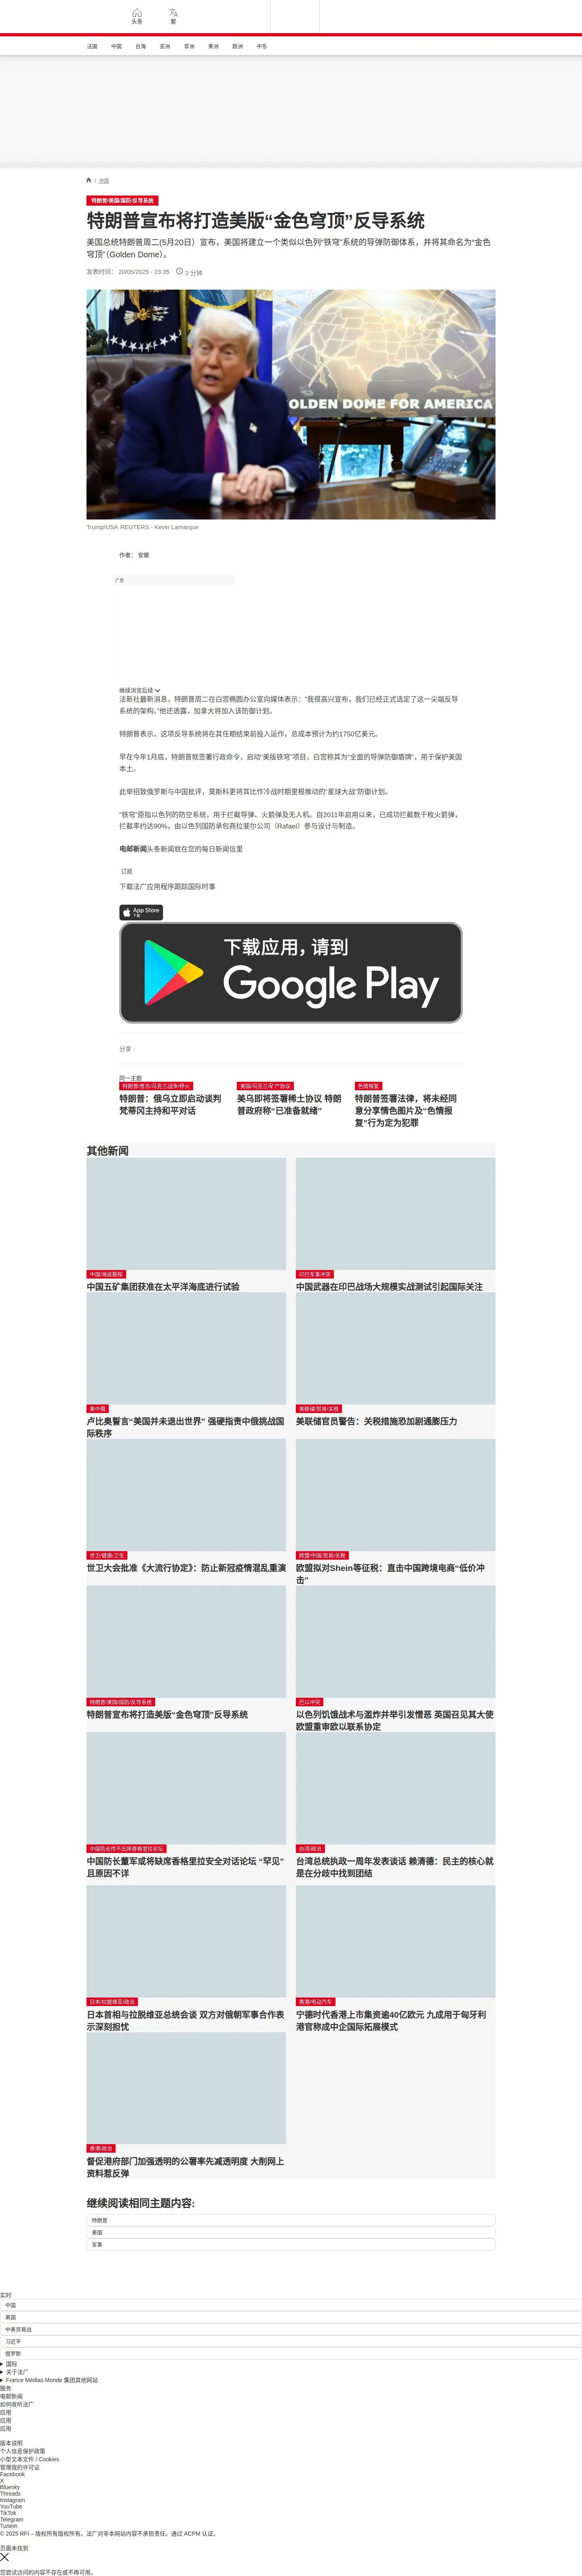 头条
繁
法国
中国
台海
亚洲
非洲
美洲
欧洲
中东
/ 中国
特朗普/美国/国防/反导系统
特朗普宣布将打造美版“金色穹顶”反导系统
美国总统特朗普周二(5月20日）宣布，美国将建立一个类似以色列“铁穹”系统的导弹防御体系，并将其命名为“金色
穹顶”（Golden Dome）。
发表时间： 20/05/2025 - 23:35
2 分钟
OLDEN DOME FOR AMERICA
Trump/USA REUTERS - Kevin Lamarque
作者： 安娜
广告
继续浏览后续
法新社最新消息，特朗普周二在白宫椭圆办公室向媒体表示：“我很高兴宣布，我们已经正式选定了这一尖端反导
系统的架构。”他还透露，加拿大将加入该防御计划。
特朗普表示，这项反导系统将在其任期结束前投入运作，总成本预计为约1750亿美元。
早在今年1月底，特朗普就签署行政命令，启动“美版铁穹”项目，白宫称其为“全面的导弹防御盾牌”，用于保护美国
本土。
此举招致俄罗斯与中国批评，莫斯科更将其比作冷战时期里根推动的“星球大战”防御计划。
“铁穹”原指以色列的防空系统，用于拦截导弹、火箭弹及无人机。自2011年启用以来，已成功拦截数千枚火箭弹，
拦截率约达90%，由以色列国防承包商拉斐尔公司（Rafael）参与设计与制造。
电邮新闻头条新闻就在您的每日新闻信里
订阅
下载法广应用程序跟踪国际时事
App Store
下载
下载应用，请到
Google Play
分享 :
同一主题
特朗普/普京/乌克兰战争/停火
特朗普：俄乌立即启动谈判
梵蒂冈主持和平对话
美国/乌克兰/矿产协议
美乌即将签署稀土协议 特朗
普政府称“已准备就绪”
色情报复
特朗普签署法律，将未经同
意分享情色图片及“色情报
复”行为定为犯罪
其他新闻
中国/海底勘探
中国五矿集团获准在太平洋海底进行试验
印巴军事冲突
中国武器在印巴战场大规模实战测试引起国际关注
美中俄
卢比奥誓言“美国并未退出世界” 强硬指责中俄挑战国
际秩序
美联储/贸易/关税
美联储官员警告：关税措施恐加剧通膨压力
世卫/健康/卫生
世卫大会批准《大流行协定》：防止新冠疫情混乱重演
欧盟/中国/贸易/关税
欧盟拟对Shein等征税：直击中国跨境电商“低价冲
击”
特朗普/美国/国防/反导系统
特朗普宣布将打造美版“金色穹顶”反导系统
巴以冲突
以色列饥饿战术与滥炸并举引发憎恶 英国召见其大使
欧盟重审欧以联系协定
中国防长作不出席香格里拉论坛
中国防长董军或将缺席香格里拉安全对话论坛 “罕见”
且原因不详
台湾/政治
台湾总统执政一周年发表谈话 赖清德：民主的核心就
是在分歧中找到团结
日本/拉脱维亚/政治
日本首相与拉脱维亚总统会谈 双方对俄朝军事合作表
示深刻担忧
香港/电动汽车
宁德时代香港上市集资逾40亿欧元 九成用于匈牙利
港官称成中企国际拓展模式
香港/政治
督促港府部门加强透明的公署率先减透明度 大削网上
资料惹反弹
继续阅读相同主题内容:
特朗普
美国
军事
实时
中国
美国
中美贸易战
习近平
俄罗斯
国际
关于法广
France Médias Monde 集团其他网站
服务
电邮新闻
如何收听法广
应用
应用
应用
版本说明
个人信息保护政策
小型文本文件 / Cookies
管理我的许可证
Facebook
X
Bluesky
Threads
Instagram
YouTube
TikTok
Telegram
TuneIn
© 2025 RFI – 版权所有版权所有。法广对非本网站内容不承担责任。通过 ACPM 认证。
页面未找到
您尝试访问的内容不存在或不再可用。